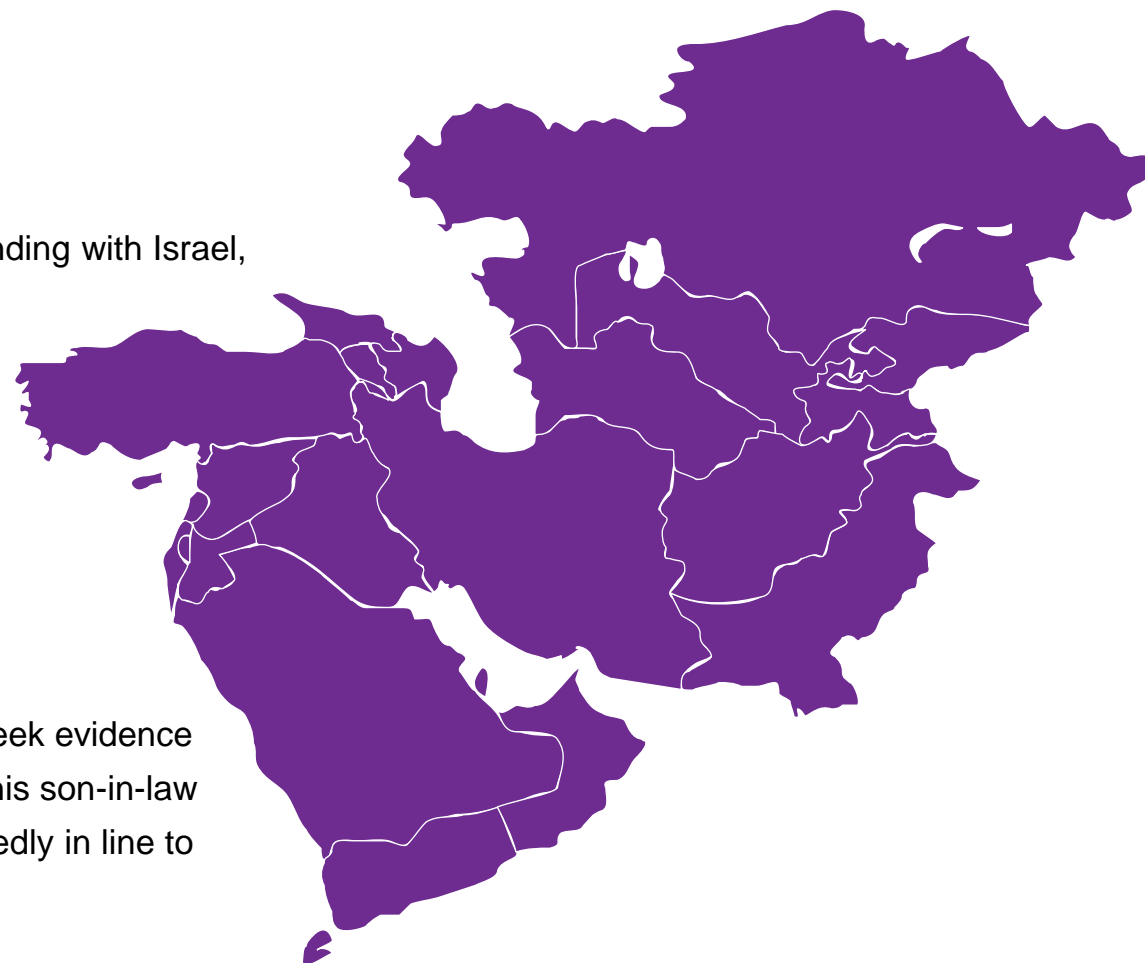 nding with Israel,
eek evidence
his son-in-law
edly in line to